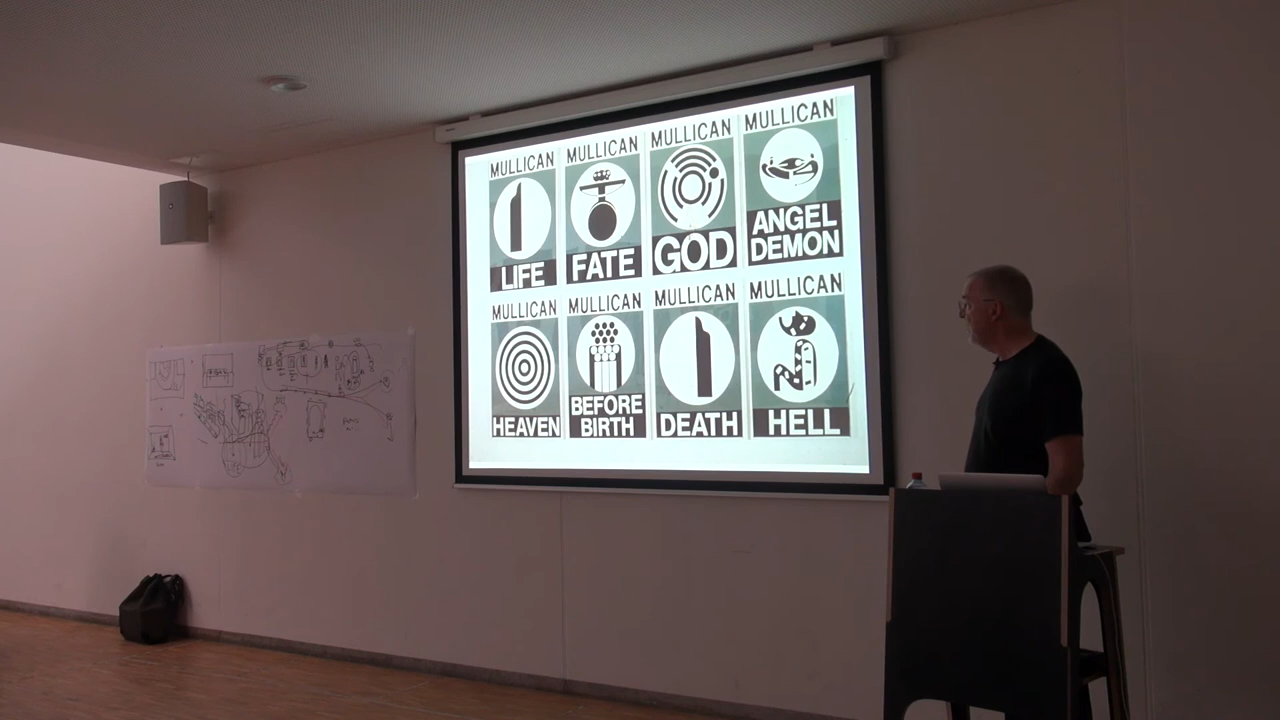 MULLICAN
LIFE
MULLICAN
FATE
MULLICAN
GOD
MULLICAN
ANGEL
DEMON
MULLICAN
HEAVEN
MULLICAN
BEFORE
BIRTH
MULLICAN
DEATH
MULLICAN
HELL